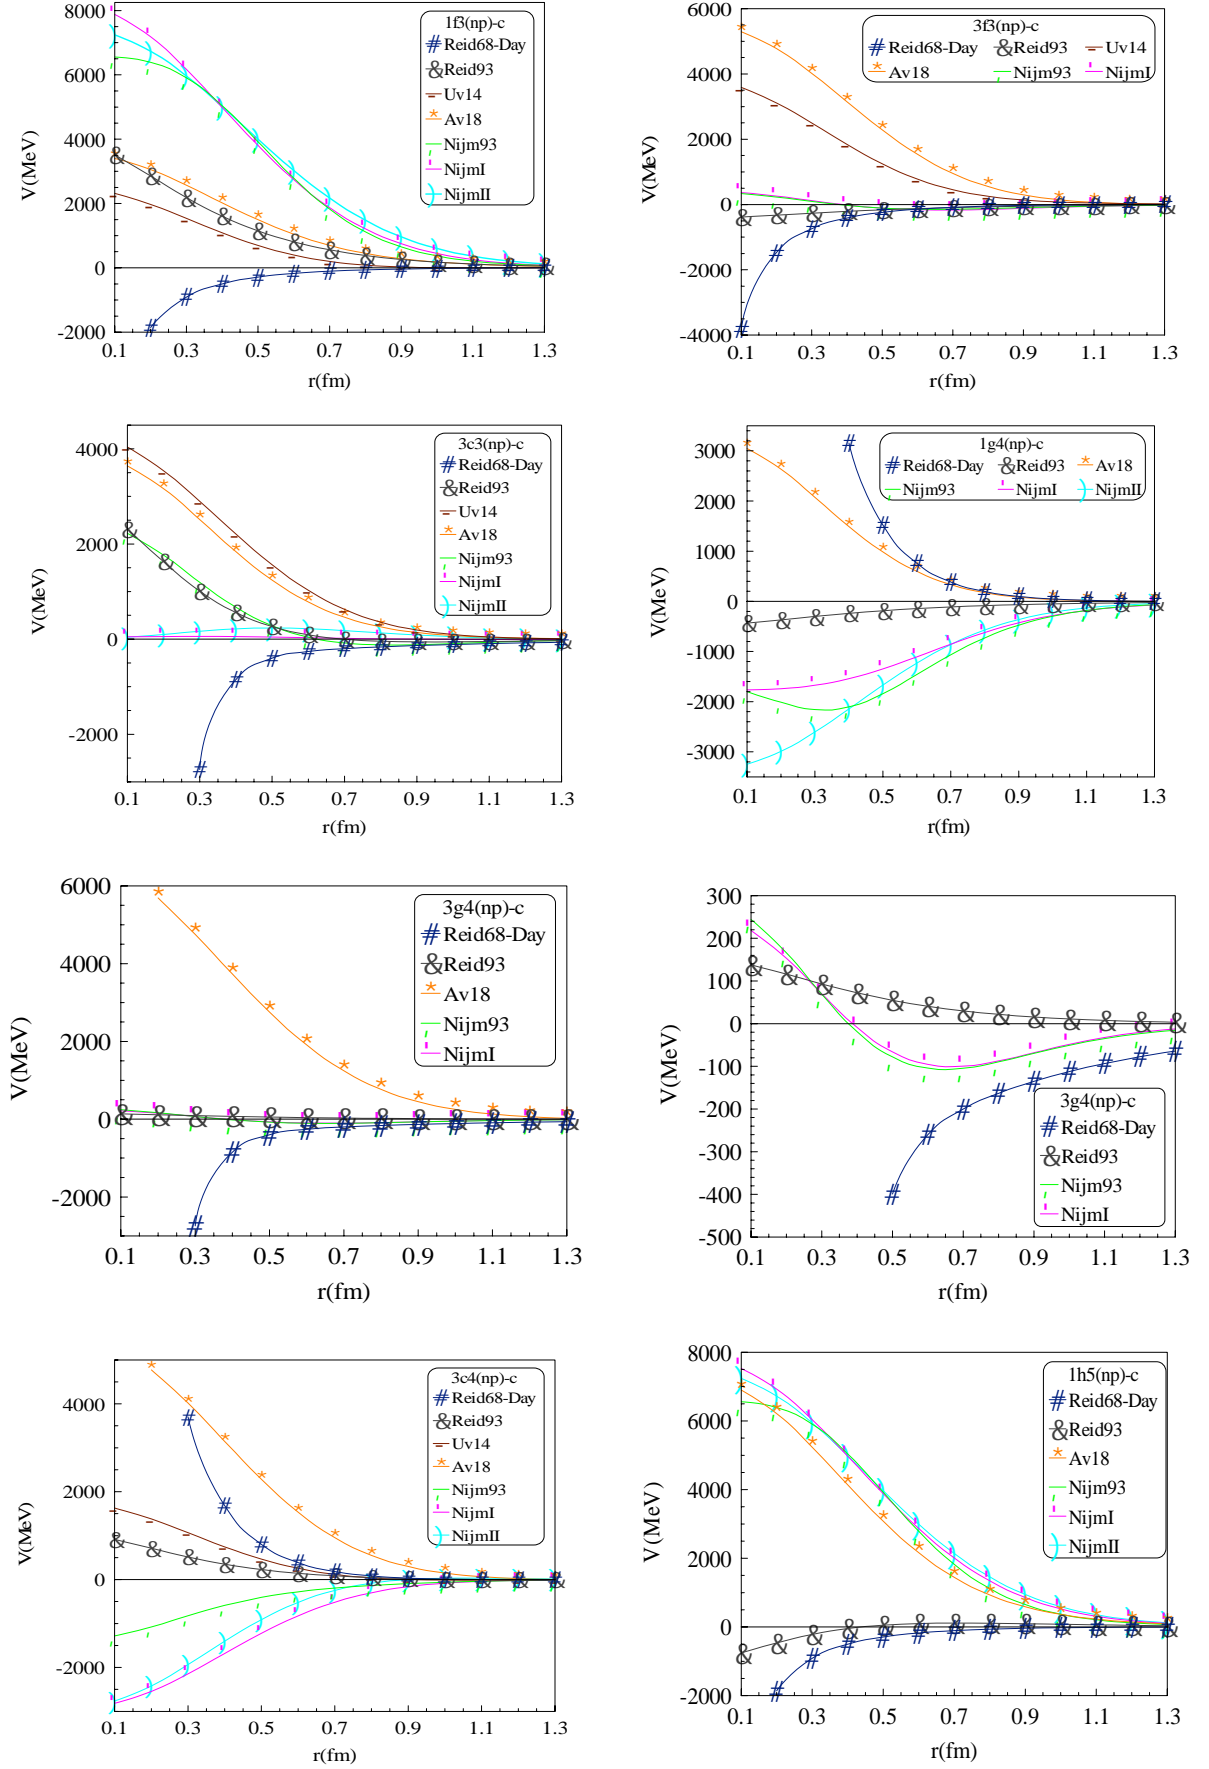 1f3(np)-c
Reid68-Day
Reid93
Uv14
Av18
Nijm93
NijmI
NijmII
8000
6000
4000
2000
0
-2000
V(MeV)
0.1 0.3 0.5 0.7 0.9 1.1 1.3
r(fm)
3f3(np)-c
Reid68-Day Reid93 Uv14
Av18 Nijm93 NijmI
6000
4000
2000
0
-2000
-4000
V(MeV)
0.1 0.3 0.5 0.7 0.9 1.1 1.3
r(fm)
3c3(np)-c
Reid68-Day
Reid93
Uv14
Av18
Nijm93
NijmI
NijmII
4000
2000
0
-2000
V(MeV)
0.1 0.3 0.5 0.7 0.9 1.1 1.3
r(fm)
1g4(np)-c
Reid68-Day Reid93 Av18
Nijm93 NijmI NijmII
3000
2000
1000
0
-1000
-2000
-3000
V(MeV)
0.1 0.3 0.5 0.7 0.9 1.1 1.3
r(fm)
3g4(np)-c
Reid68-Day
Reid93
Av18
Nijm93
NijmI
6000
4000
2000
0
-2000
V(MeV)
0.1 0.3 0.5 0.7 0.9 1.1 1.3
r(fm)
300
200
100
0
-100
-200
-300
-400
-500
V(MeV)
3g4(np)-c
Reid68-Day
Reid93
Nijm93
NijmI
0.1 0.3 0.5 0.7 0.9 1.1 1.3
r(fm)
3c4(np)-c
Reid68-Day
Reid93
Uv14
Av18
Nijm93
NijmI
NijmII
4000
2000
0
-2000
V(MeV)
0.1 0.3 0.5 0.7 0.9 1.1 1.3
r(fm)
1h5(np)-c
Reid68-Day
Reid93
Av18
Nijm93
NijmI
NijmII
8000
6000
4000
2000
0
-2000
V(MeV)
0.1 0.3 0.5 0.7 0.9 1.1 1.3
r(fm)